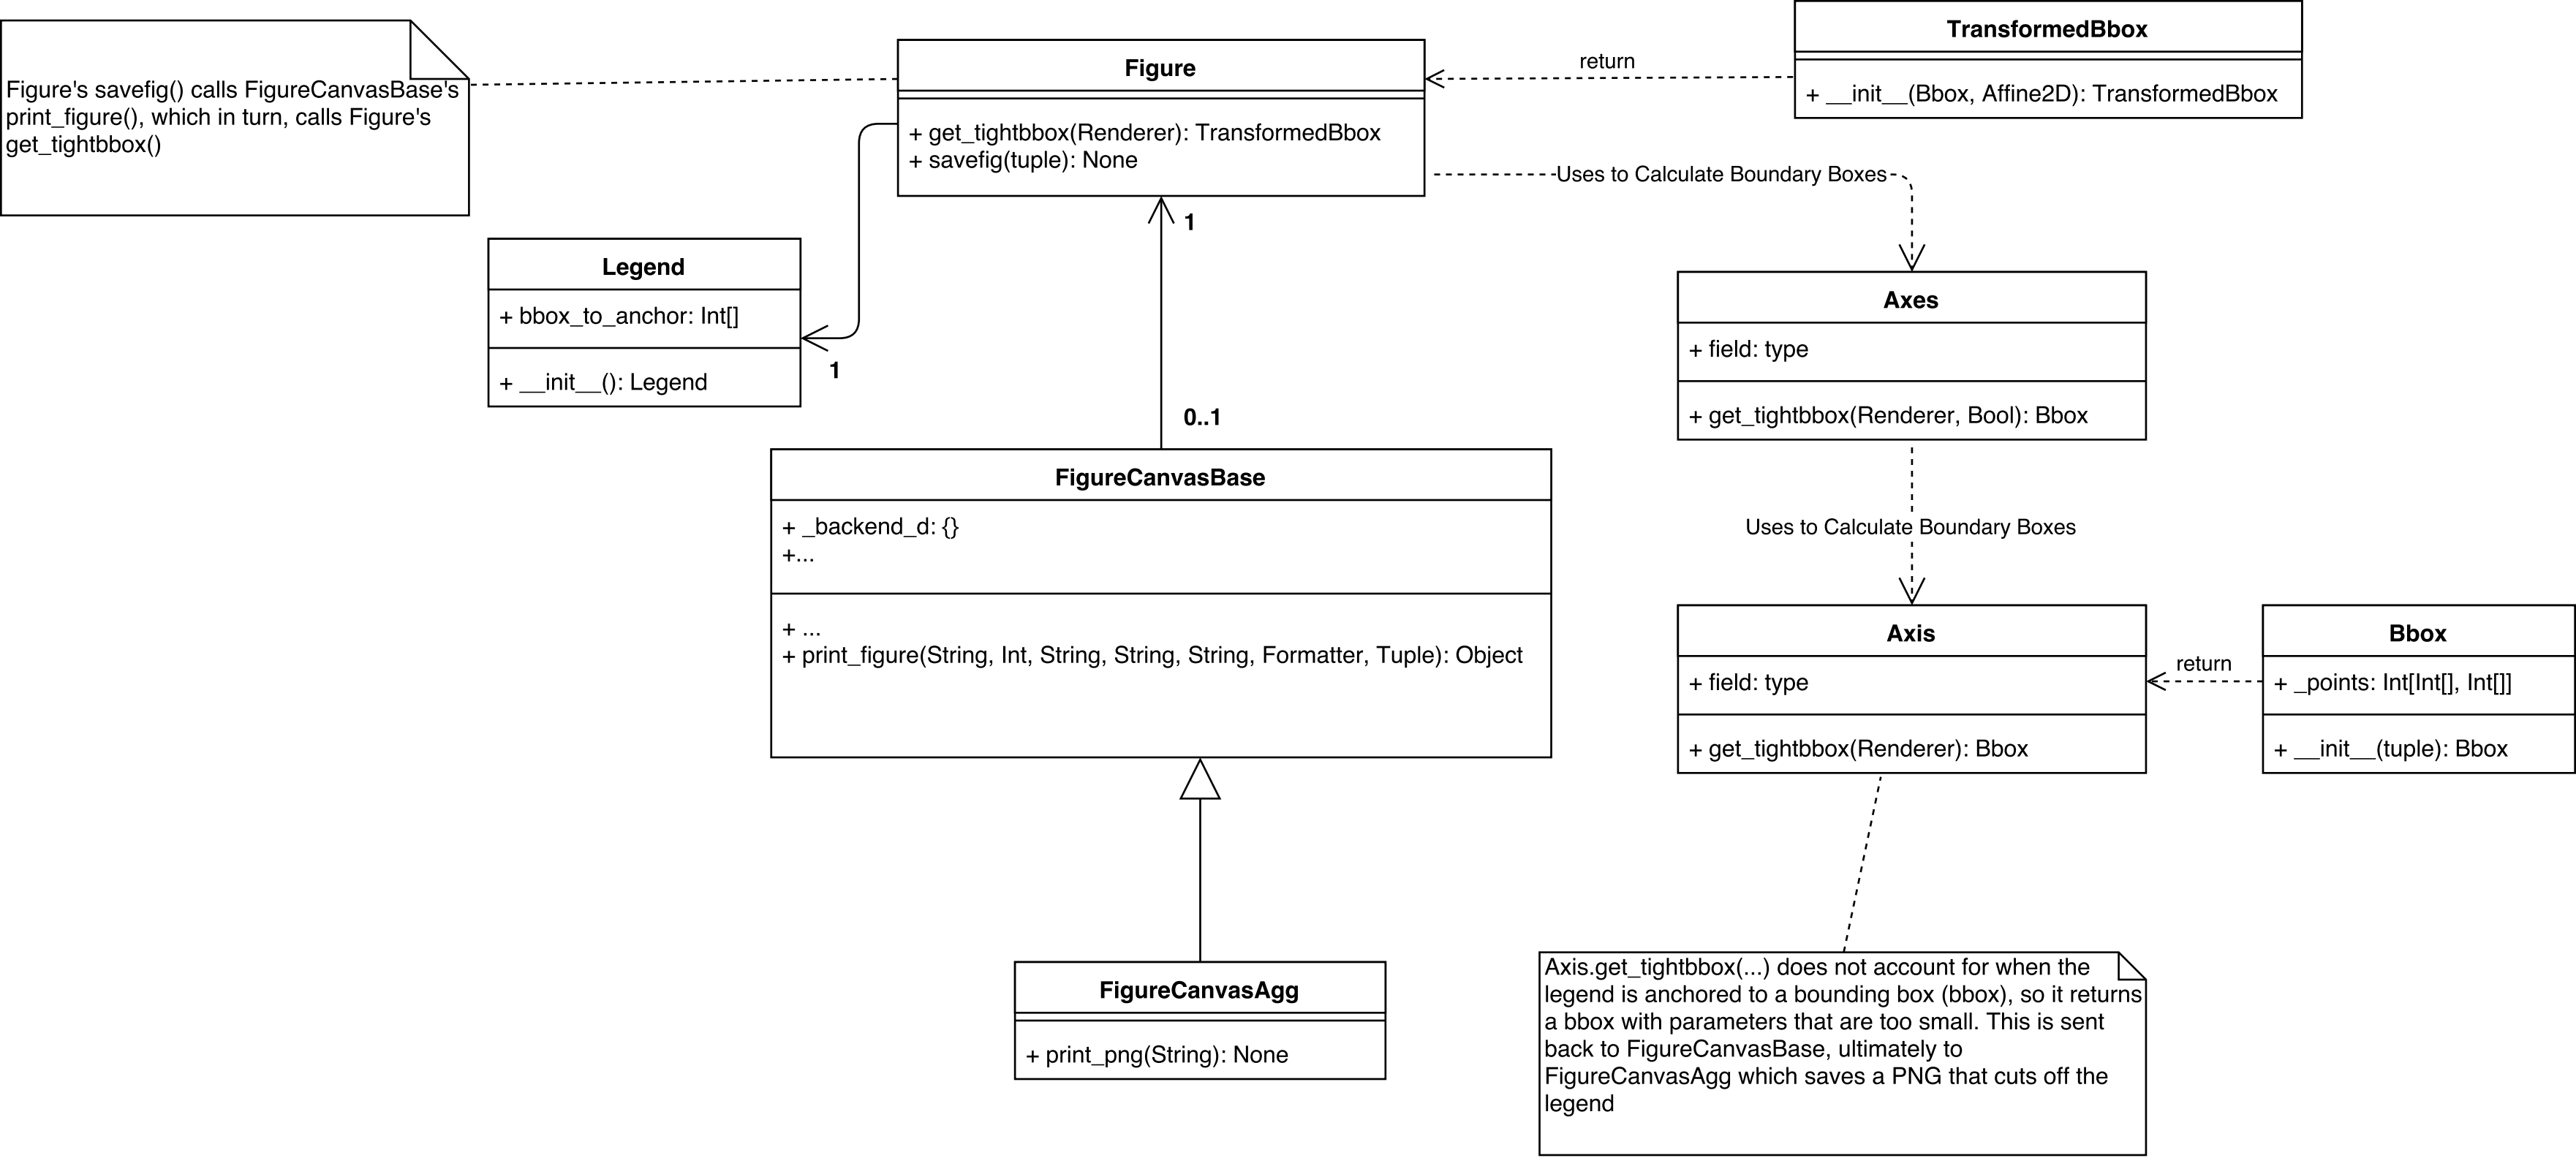 Figure's savefig() calls FigureCanvasBase's
print_figure(), which in turn, calls Figure's
get_tightbbox()
Figure
+ get_tightbbox(Renderer): TransformedBbox
+ savefig(tuple): None
return
TransformedBbox
+ __init__(Bbox, Affine2D): TransformedBbox
Uses to Calculate Boundary Boxes
1
Legend
+ bbox_to_anchor: Int[]
+ __init__(): Legend
1
0..1
Axes
+ field: type
+ get_tightbbox(Renderer, Bool): Bbox
FigureCanvasBase
+ _backend_d: {}
+...
+ ...
+ print_figure(String, Int, String, String, String, Formatter, Tuple): Object
Uses to Calculate Boundary Boxes
Axis
+ field: type
+ get_tightbbox(Renderer): Bbox
return
Bbox
+ _points: Int[Int[], Int[]]
+ __init__(tuple): Bbox
FigureCanvasAgg
+ print_png(String): None
Axis.get_tightbbox(...) does not account for when the
legend is anchored to a bounding box (bbox), so it returns
a bbox with parameters that are too small. This is sent
back to FigureCanvasBase, ultimately to
FigureCanvasAgg which saves a PNG that cuts off the
legend